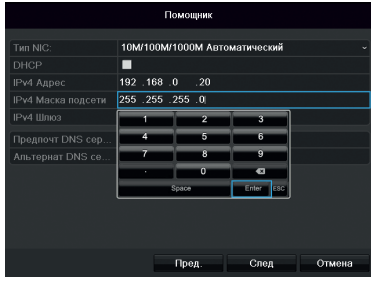 Помощник
Тип NIC: 10M/100M/1000M Автоматический
DHCP
IPv4 Адрес 192 .168 .0 .20
IPv4 Маска подсети 255 .255 .255 .0
IPv4 Шлюз
Предпочт DNS сер...
Альтернат DNS се...
1 2 3
4 5 6
7 8 9
. 0
Space Enter ESC
Пред. След Отмена